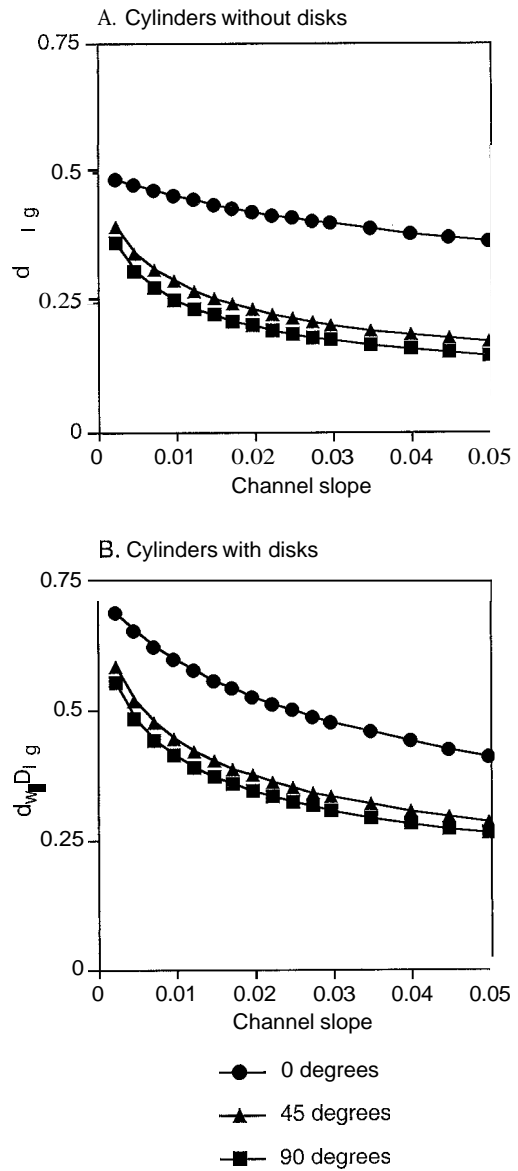 A. Cylinders without disks
0.75
0.5
0.25
0
d l g
0 0.01 0.02 0.03 0.04 0.05
Channel slope
B. Cylinders with disks
0.75
0.5
0.25
0
0 0.01 0.02 0.03 0.04 0.05
Channel slope
0 degrees
45 degrees
90 degrees